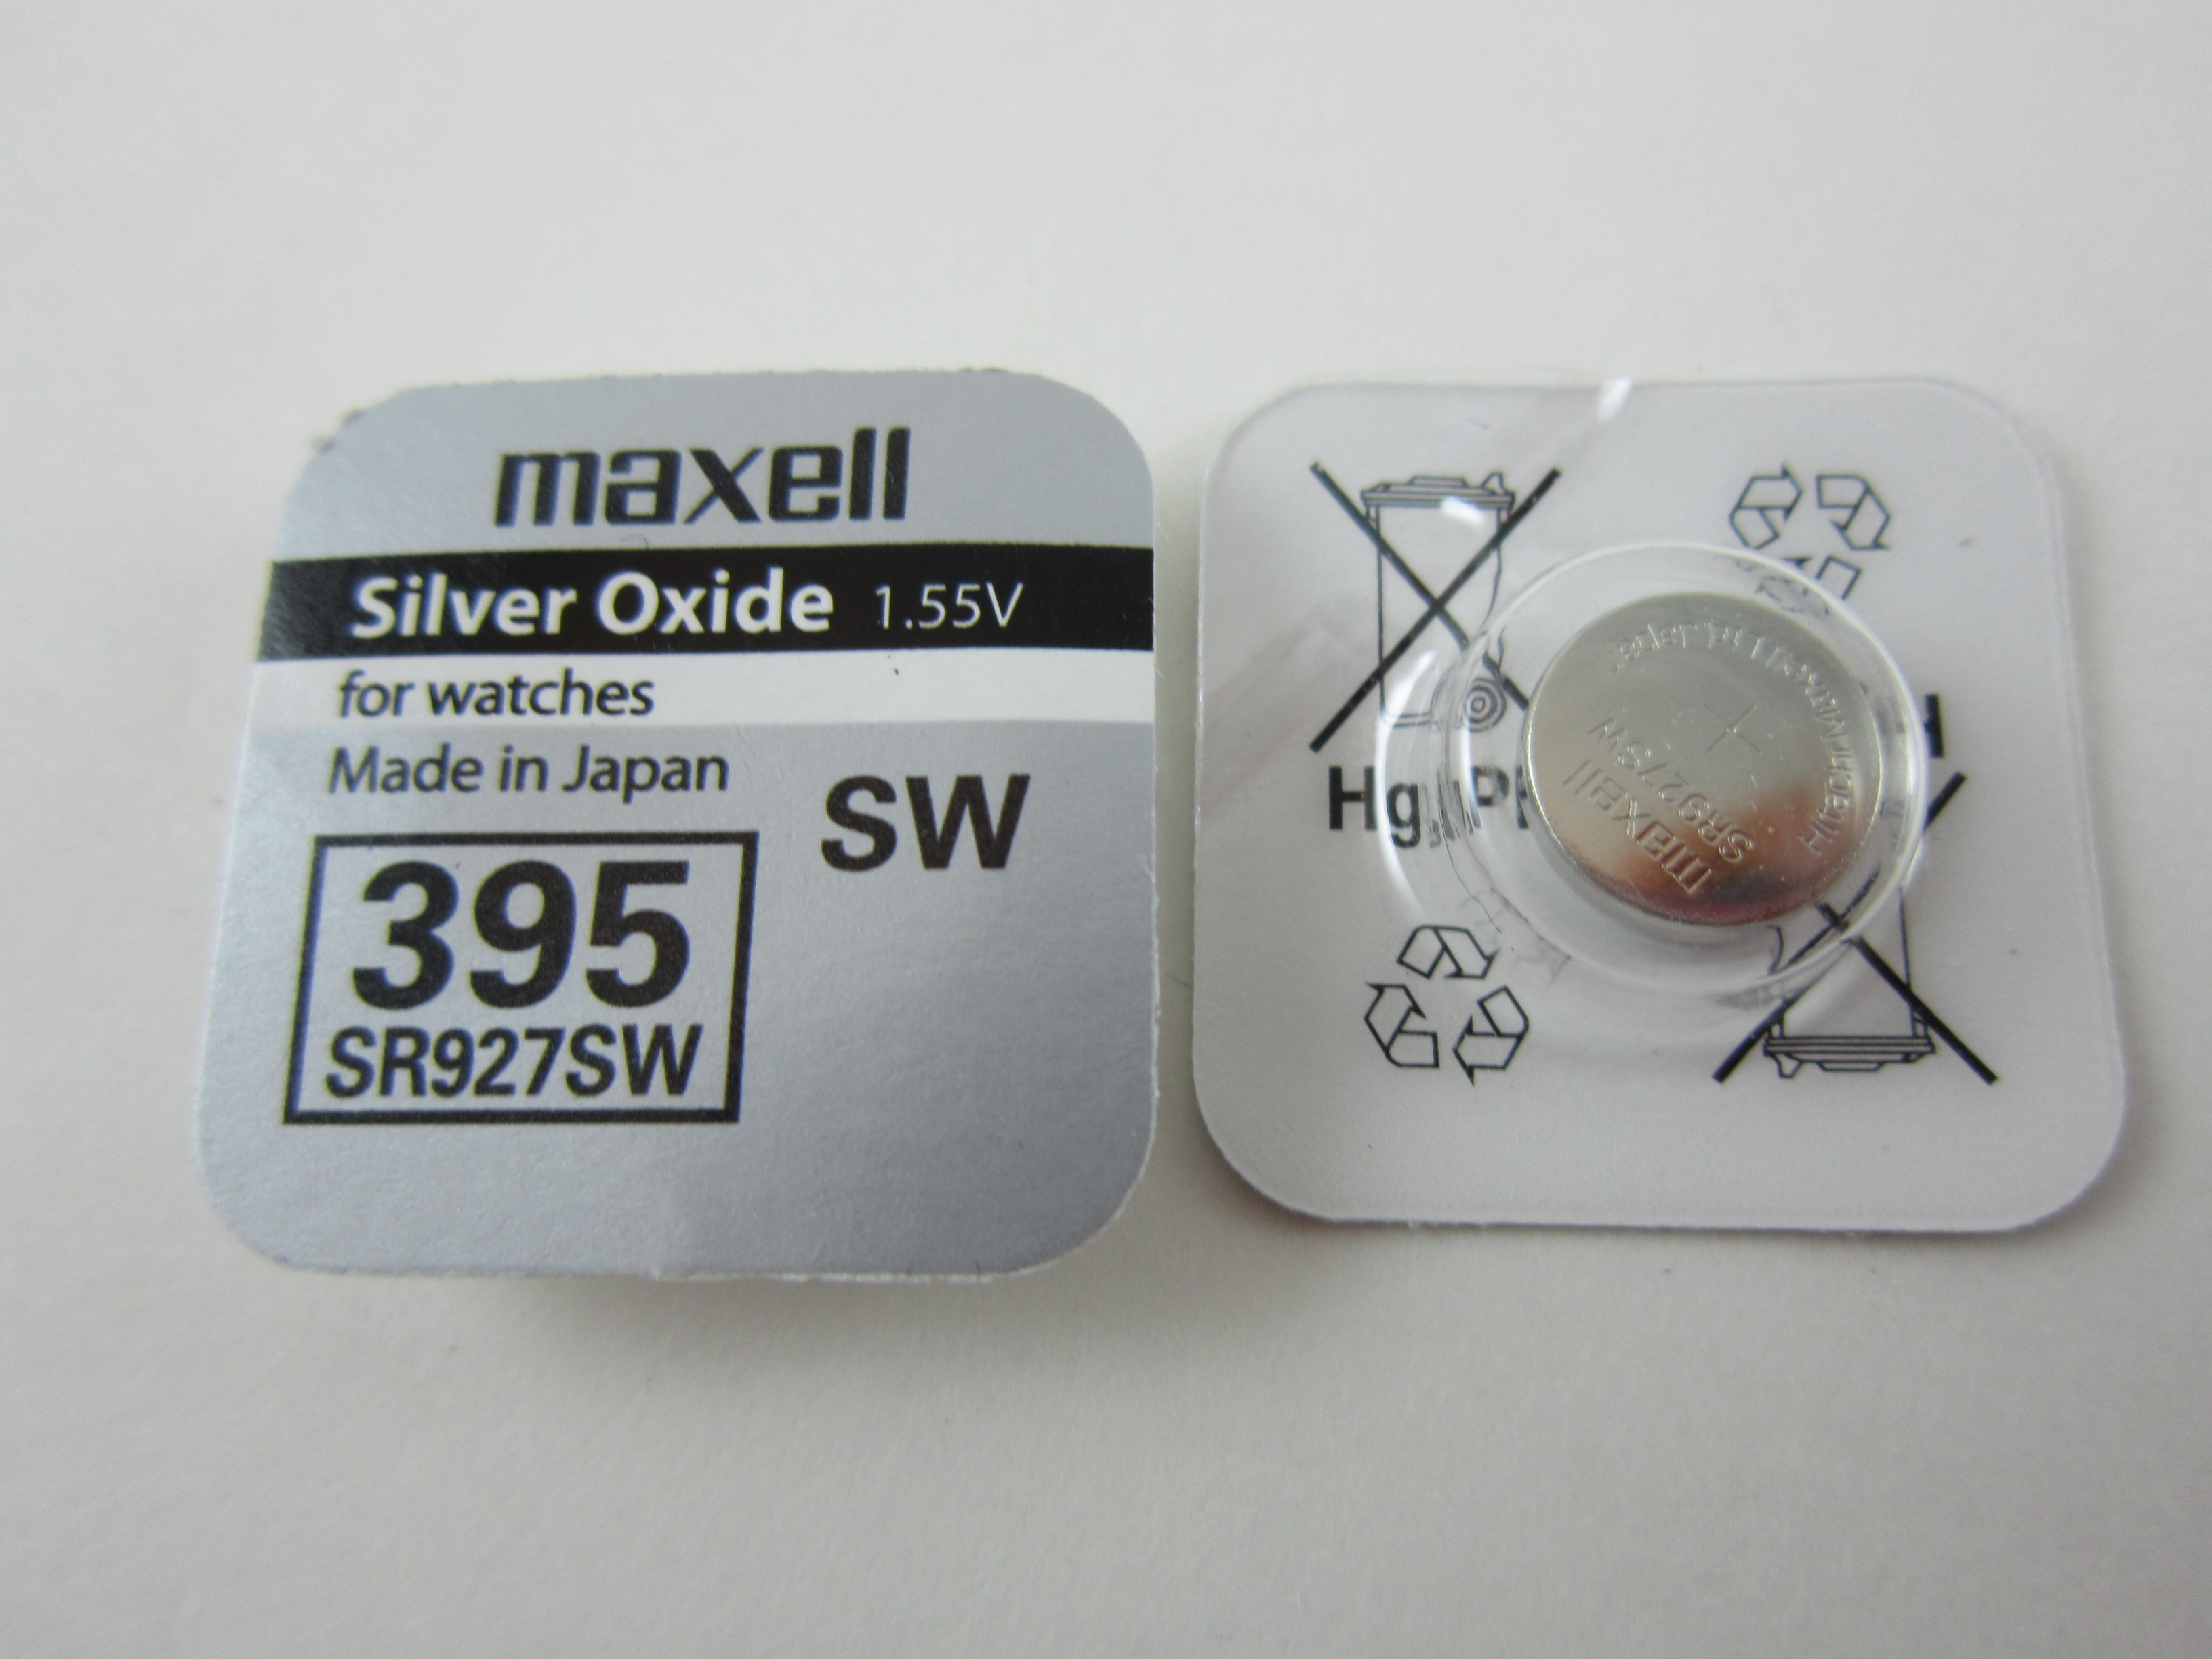 maxell
Silver Oxide 1.55V
for watches
Made in Japan
SW
395
SR927SW
Hg,
maxell
SR927SW